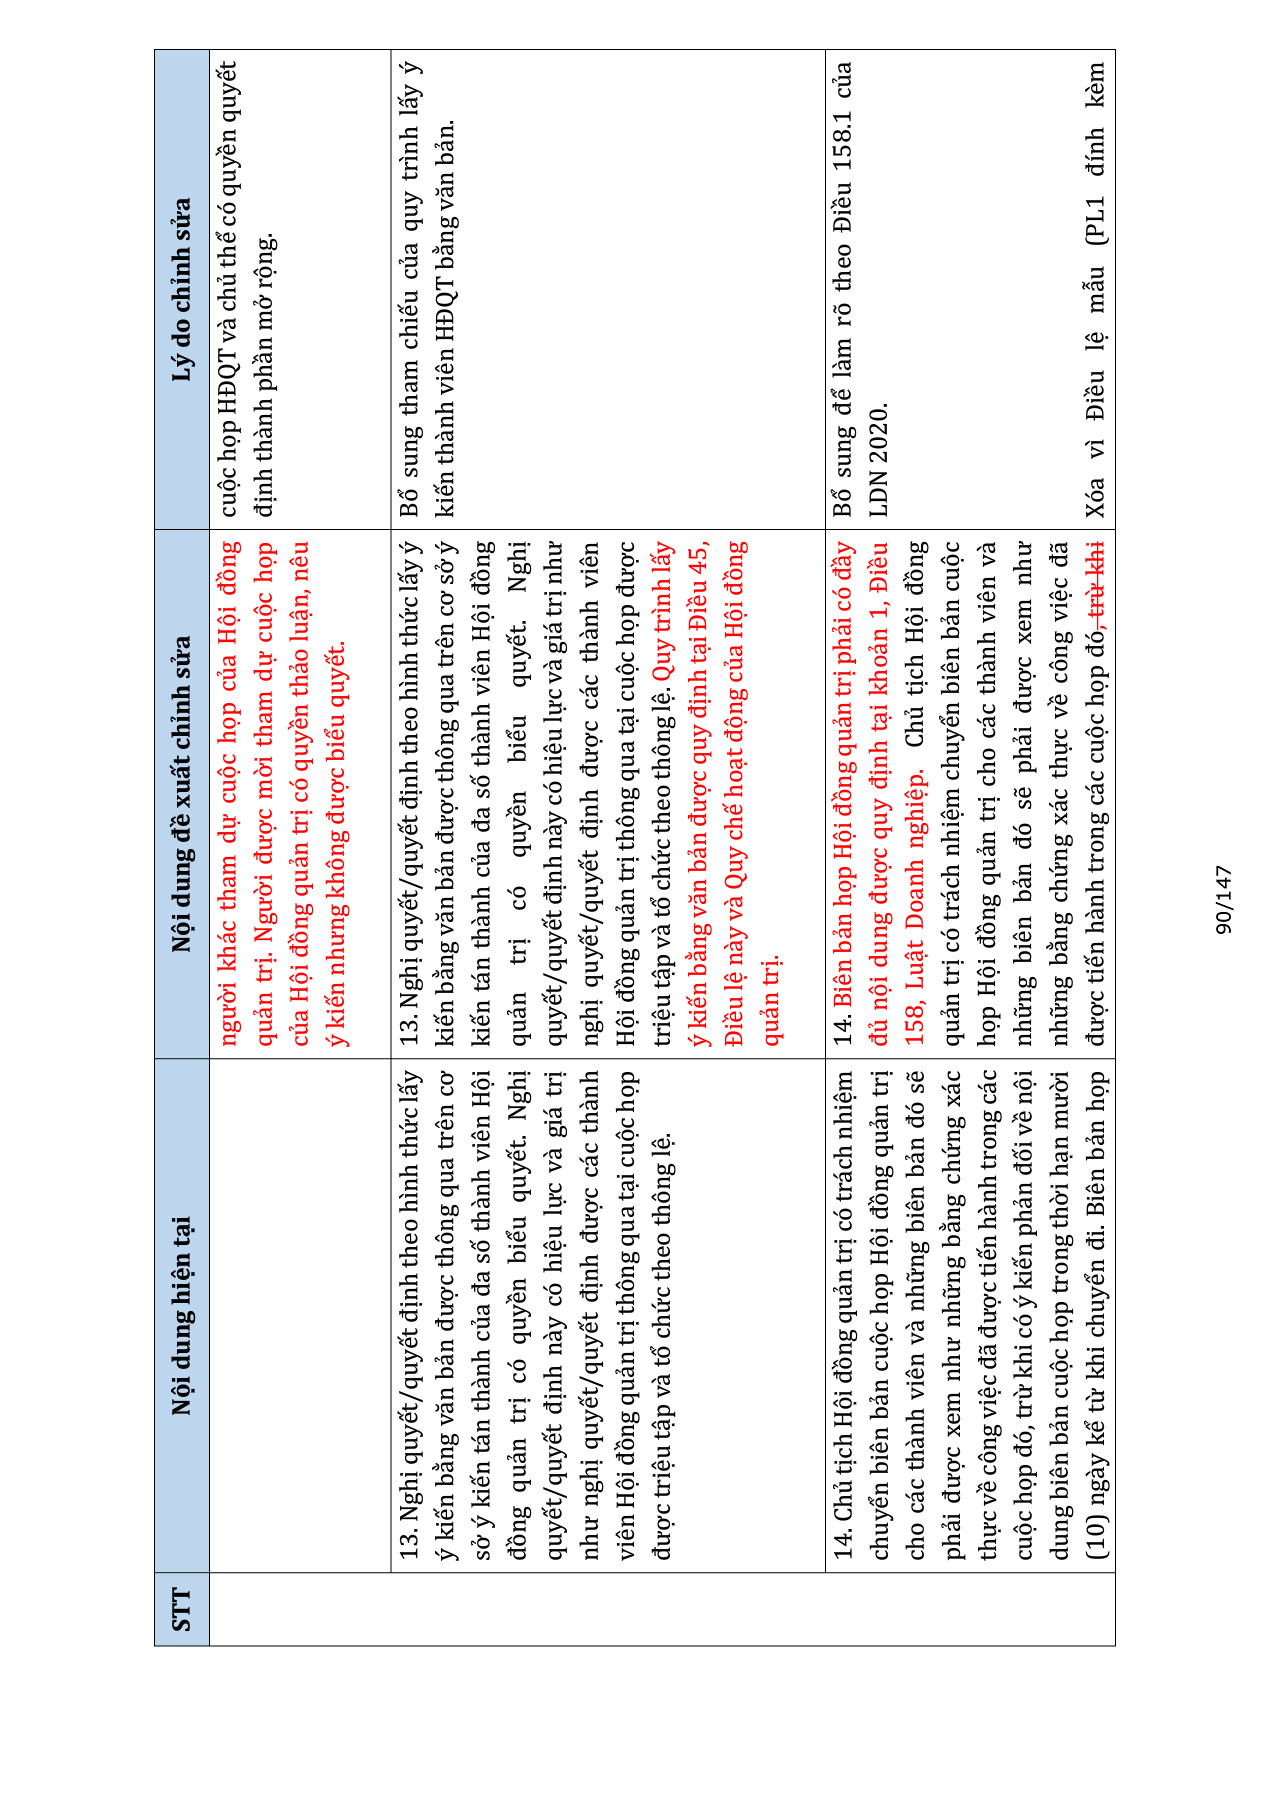 STT
Nội dung hiện tại
Nội dung đề xuất chỉnh sửa
Lý do chỉnh sửa
người khác tham dự cuộc họp của Hội đồng
quản trị. Người được mời tham dự cuộc họp
của Hội đồng quản trị có quyền thảo luận, nêu
ý kiến nhưng không được biểu quyết.
cuộc họp HĐQT và chủ thể có quyền quyết
định thành phần mở rộng.
13. Nghị quyết/quyết định theo hình thức lấy
ý kiến bằng văn bản được thông qua trên cơ
sở ý kiến tán thành của đa số thành viên Hội
đồng quản trị có quyền biểu quyết. Nghị
quyết/quyết định này có hiệu lực và giá trị
như nghị quyết/quyết định được các thành
viên Hội đồng quản trị thông qua tại cuộc họp
được triệu tập và tổ chức theo thông lệ.
13. Nghị quyết/quyết định theo hình thức lấy ý
kiến bằng văn bản được thông qua trên cơ sở ý
kiến tán thành của đa số thành viên Hội đồng
quản trị có quyền biểu quyết. Nghị
quyết/quyết định này có hiệu lực và giá trị như
nghị quyết/quyết định được các thành viên
Hội đồng quản trị thông qua tại cuộc họp được
triệu tập và tổ chức theo thông lệ. Quy trình lấy
ý kiến bằng văn bản được quy định tại Điều 45,
Điều lệ này và Quy chế hoạt động của Hội đồng
quản trị.
Bổ sung tham chiếu của quy trình lấy ý
kiến thành viên HĐQT bằng văn bản.
14. Chủ tịch Hội đồng quản trị có trách nhiệm
chuyển biên bản cuộc họp Hội đồng quản trị
cho các thành viên và những biên bản đó sẽ
phải được xem như những bằng chứng xác
thực về công việc đã được tiến hành trong các
cuộc họp đó, trừ khi có ý kiến phản đối về nội
dung biên bản cuộc họp trong thời hạn mười
(10) ngày kể từ khi chuyển đi. Biên bản họp
14. Biên bản họp Hội đồng quản trị phải có đầy
đủ nội dung được quy định tại khoản 1, Điều
158, Luật Doanh nghiệp. Chủ tịch Hội đồng
quản trị có trách nhiệm chuyển biên bản cuộc
họp Hội đồng quản trị cho các thành viên và
những biên bản đó sẽ phải được xem như
những bằng chứng xác thực về công việc đã
được tiến hành trong các cuộc họp đó, trừ khi
Bổ sung để làm rõ theo Điều 158.1 của
LDN 2020.
Xóa vì Điều lệ mẫu (PL1 đính kèm
90/147